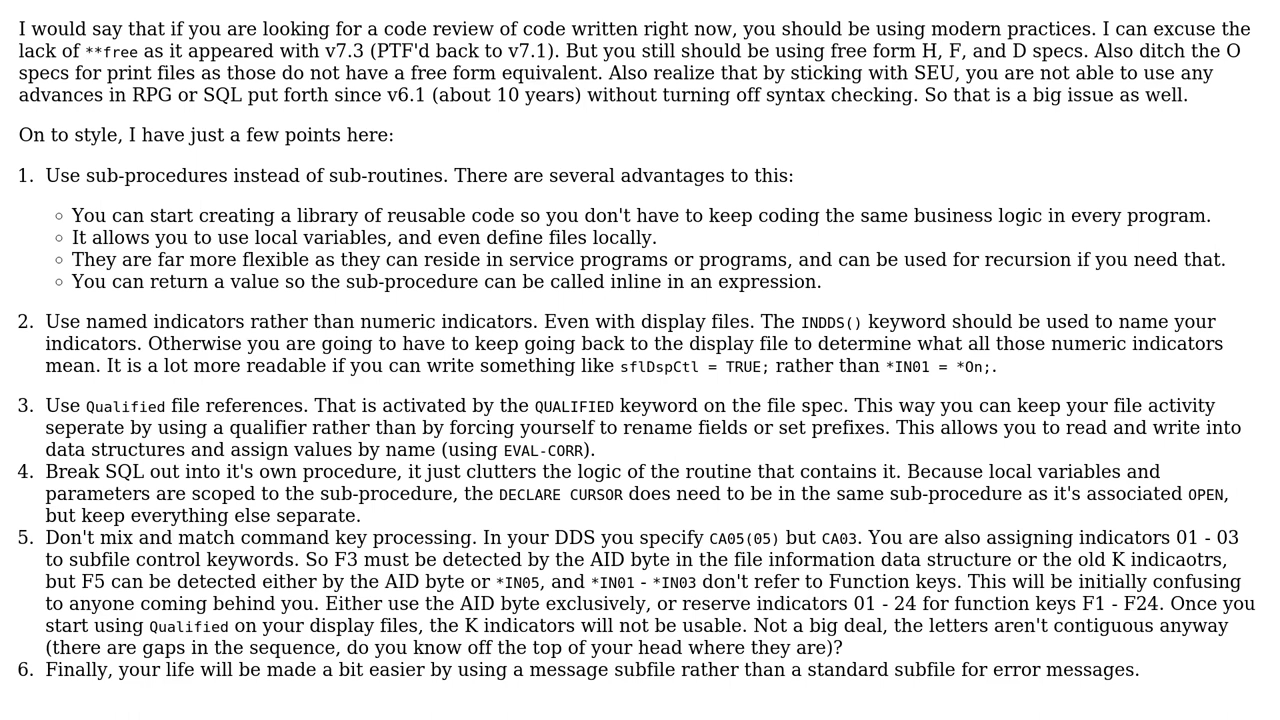 I would say that if you are looking for a code review of code written right now, you should be using modern practices. I can excuse the
lack of **free as it appeared with v7.3 (PTF'd back to v7.1). But you still should be using free form H, F, and D specs. Also ditch the O
specs for print files as those do not have a free form equivalent. Also realize that by sticking with SEU, you are not able to use any
advances in RPG or SQL put forth since v6.1 (about 10 years) without turning off syntax checking. So that is a big issue as well.
On to style, I have just a few points here:
1. Use sub-procedures instead of sub-routines. There are several advantages to this:
◦ You can start creating a library of reusable code so you don't have to keep coding the same business logic in every program.
◦ It allows you to use local variables, and even define files locally.
◦ They are far more flexible as they can reside in service programs or programs, and can be used for recursion if you need that.
◦ You can return a value so the sub-procedure can be called inline in an expression.
2. Use named indicators rather than numeric indicators. Even with display files. The INDDS() keyword should be used to name your
indicators. Otherwise you are going to have to keep going back to the display file to determine what all those numeric indicators
mean. It is a lot more readable if you can write something like sflDspCtl = TRUE; rather than *IN01 = *On;.
3. Use Qualified file references. That is activated by the QUALIFIED keyword on the file spec. This way you can keep your file activity
seperate by using a qualifier rather than by forcing yourself to rename fields or set prefixes. This allows you to read and write into
data structures and assign values by name (using EVAL-CORR).
4. Break SQL out into it's own procedure, it just clutters the logic of the routine that contains it. Because local variables and
parameters are scoped to the sub-procedure, the DECLARE CURSOR does need to be in the same sub-procedure as it's associated OPEN,
but keep everything else separate.
5. Don't mix and match command key processing. In your DDS you specify CA05(05) but CA03. You are also assigning indicators 01 - 03
to subfile control keywords. So F3 must be detected by the AID byte in the file information data structure or the old K indicaotrs,
but F5 can be detected either by the AID byte or *IN05, and *IN01 - *IN03 don't refer to Function keys. This will be initially confusing
to anyone coming behind you. Either use the AID byte exclusively, or reserve indicators 01 - 24 for function keys F1 - F24. Once you
start using Qualified on your display files, the K indicators will not be usable. Not a big deal, the letters aren't contiguous anyway
(there are gaps in the sequence, do you know off the top of your head where they are)?
6. Finally, your life will be made a bit easier by using a message subfile rather than a standard subfile for error messages.